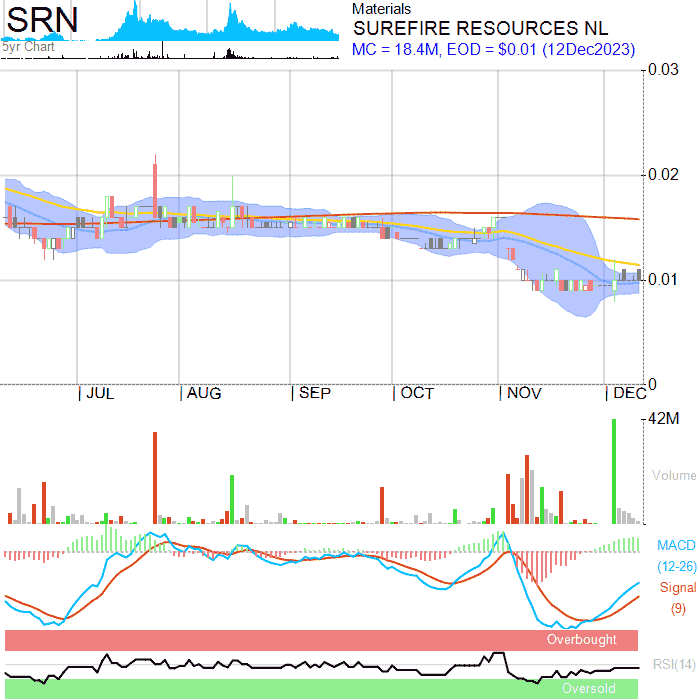 SRN
5yr Chart
Materials
SUREFIRE RESOURCES NL
MC = 18.4M, EOD = $0.01 (12Dec2023)
0.03
0.02
0.01
0
JUL
AUG
SEP
OCT
NOV
DEC
42M
Volume
MACD
(12-26)
Signal
(9)
Overbought
RSI(14)
Oversold